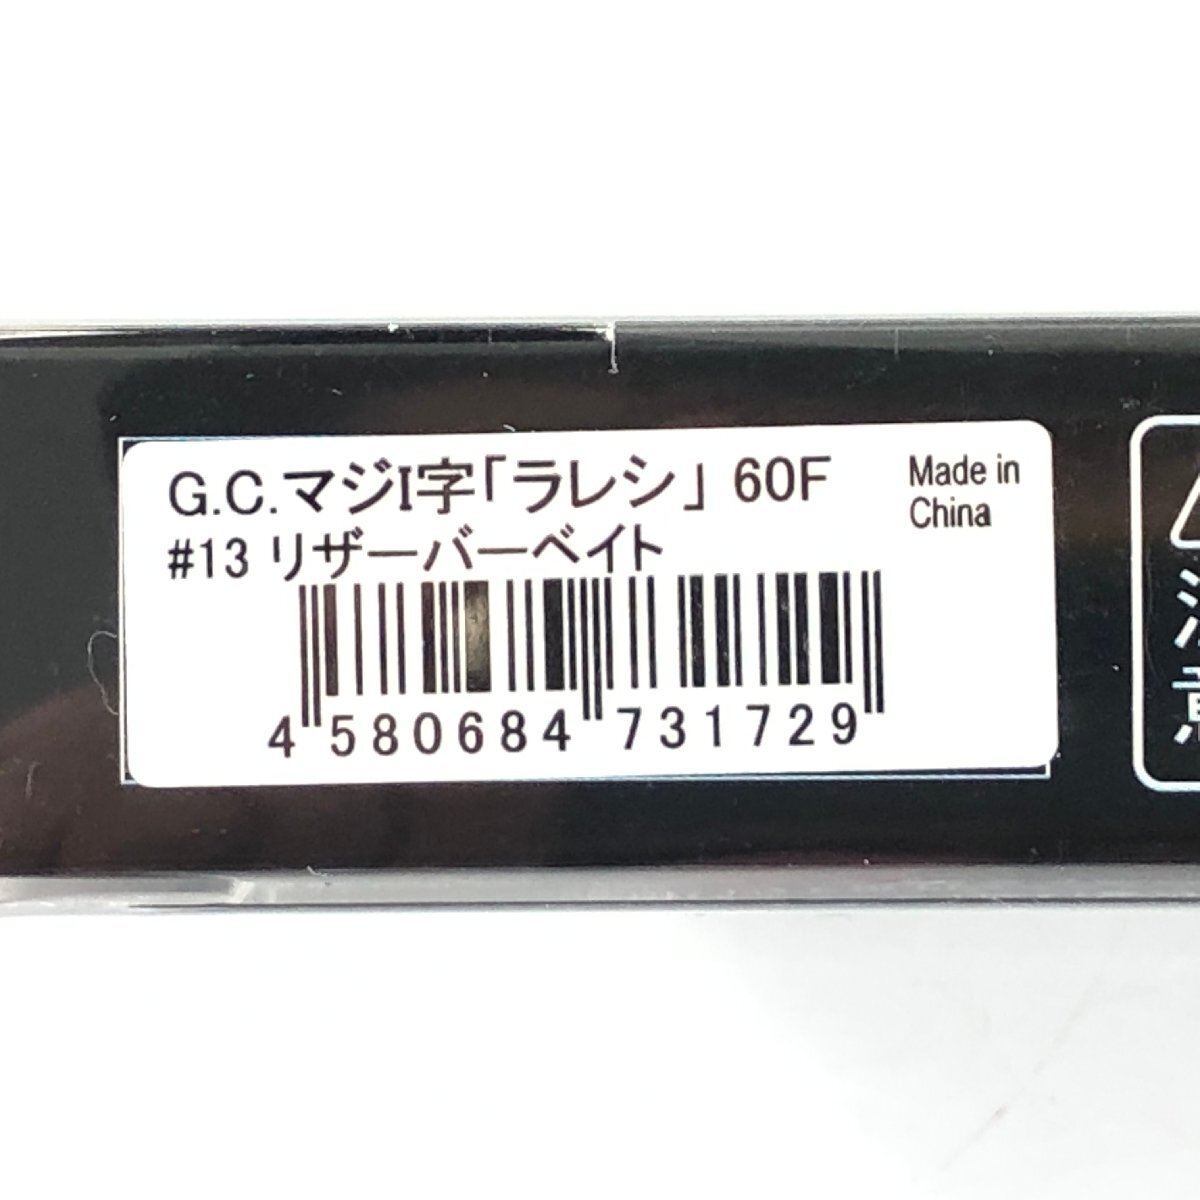 G.C.マジI字「ラレシ」 60F
Made in
China
#13 リザーバーベイト
4 580684 731729